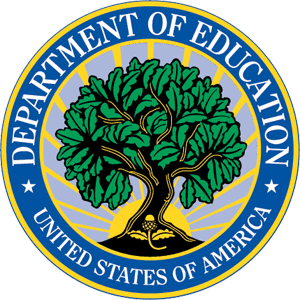 DEPARTMENT OF EDUCATION
UNITED STATES OF AMERICA